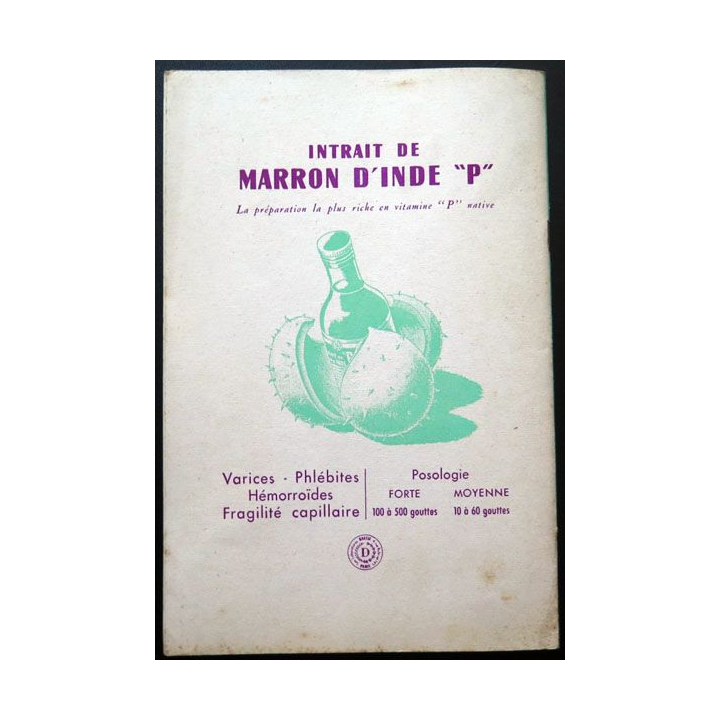 INTRAIT DE
MARRON D'INDE "P"
La préparation la plus riche en vitamine "P" native
Varices - Phlébites
Hémorroïdes
Fragilité capillaire
Posologie
FORTE MOYENNE
100 à 500 gouttes 10 à 60 gouttes
D
PARIS